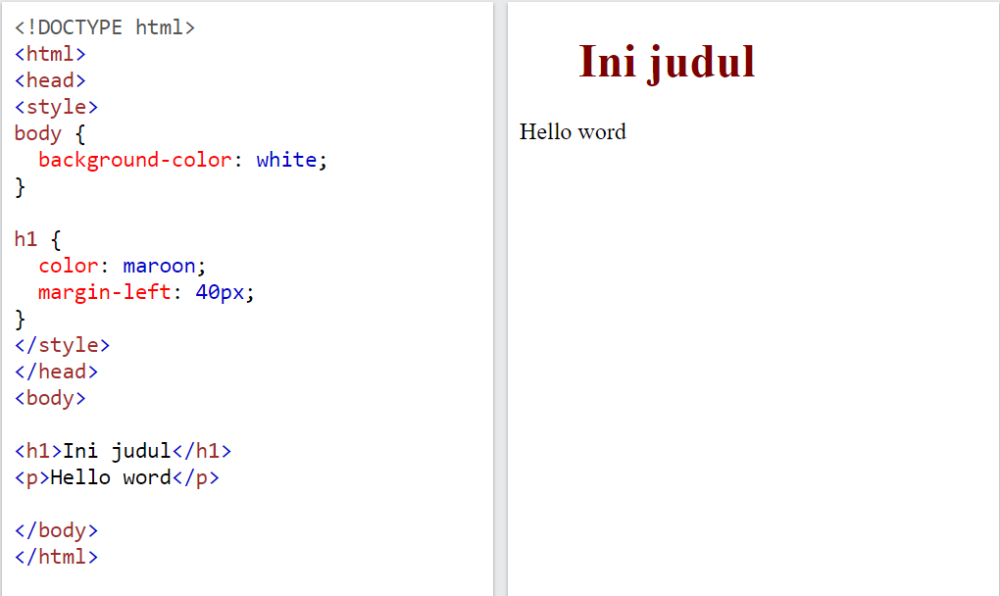 <!DOCTYPE html>
<html>
<head>
<style>
body {
  background-color: white;
}

h1 {
  color: maroon;
  margin-left: 40px;
}
</style>
</head>
<body>

<h1>Ini judul</h1>
<p>Hello word</p>

</body>
</html>
Ini judul
Hello word